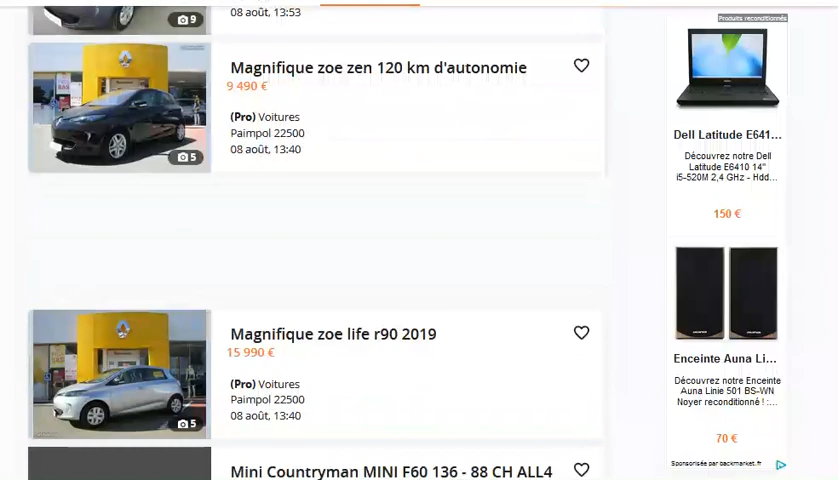 9
08 août, 13:53
Magnifique zoe zen 120 km d'autonomie
9 490 €
(Pro) Voitures
Paimpol 22500
08 août, 13:40
5
Magnifique zoe life r90 2019
15 990 €
(Pro) Voitures
Paimpol 22500
08 août, 13:40
5
Mini Countryman MINI F60 136 - 88 CH ALL4
Produits reconditionnés
Dell Latitude E641...
Découvrez notre Dell
Latitude E6410 14"
i5-520M 2,4 GHz - Hdd...
150 €
Enceinte Auna Li...
Découvrez notre Enceinte
Auna Linie 501 BS-WN
Noyer reconditionné ! :...
70 €
Sponsorisée par backmarket.fr